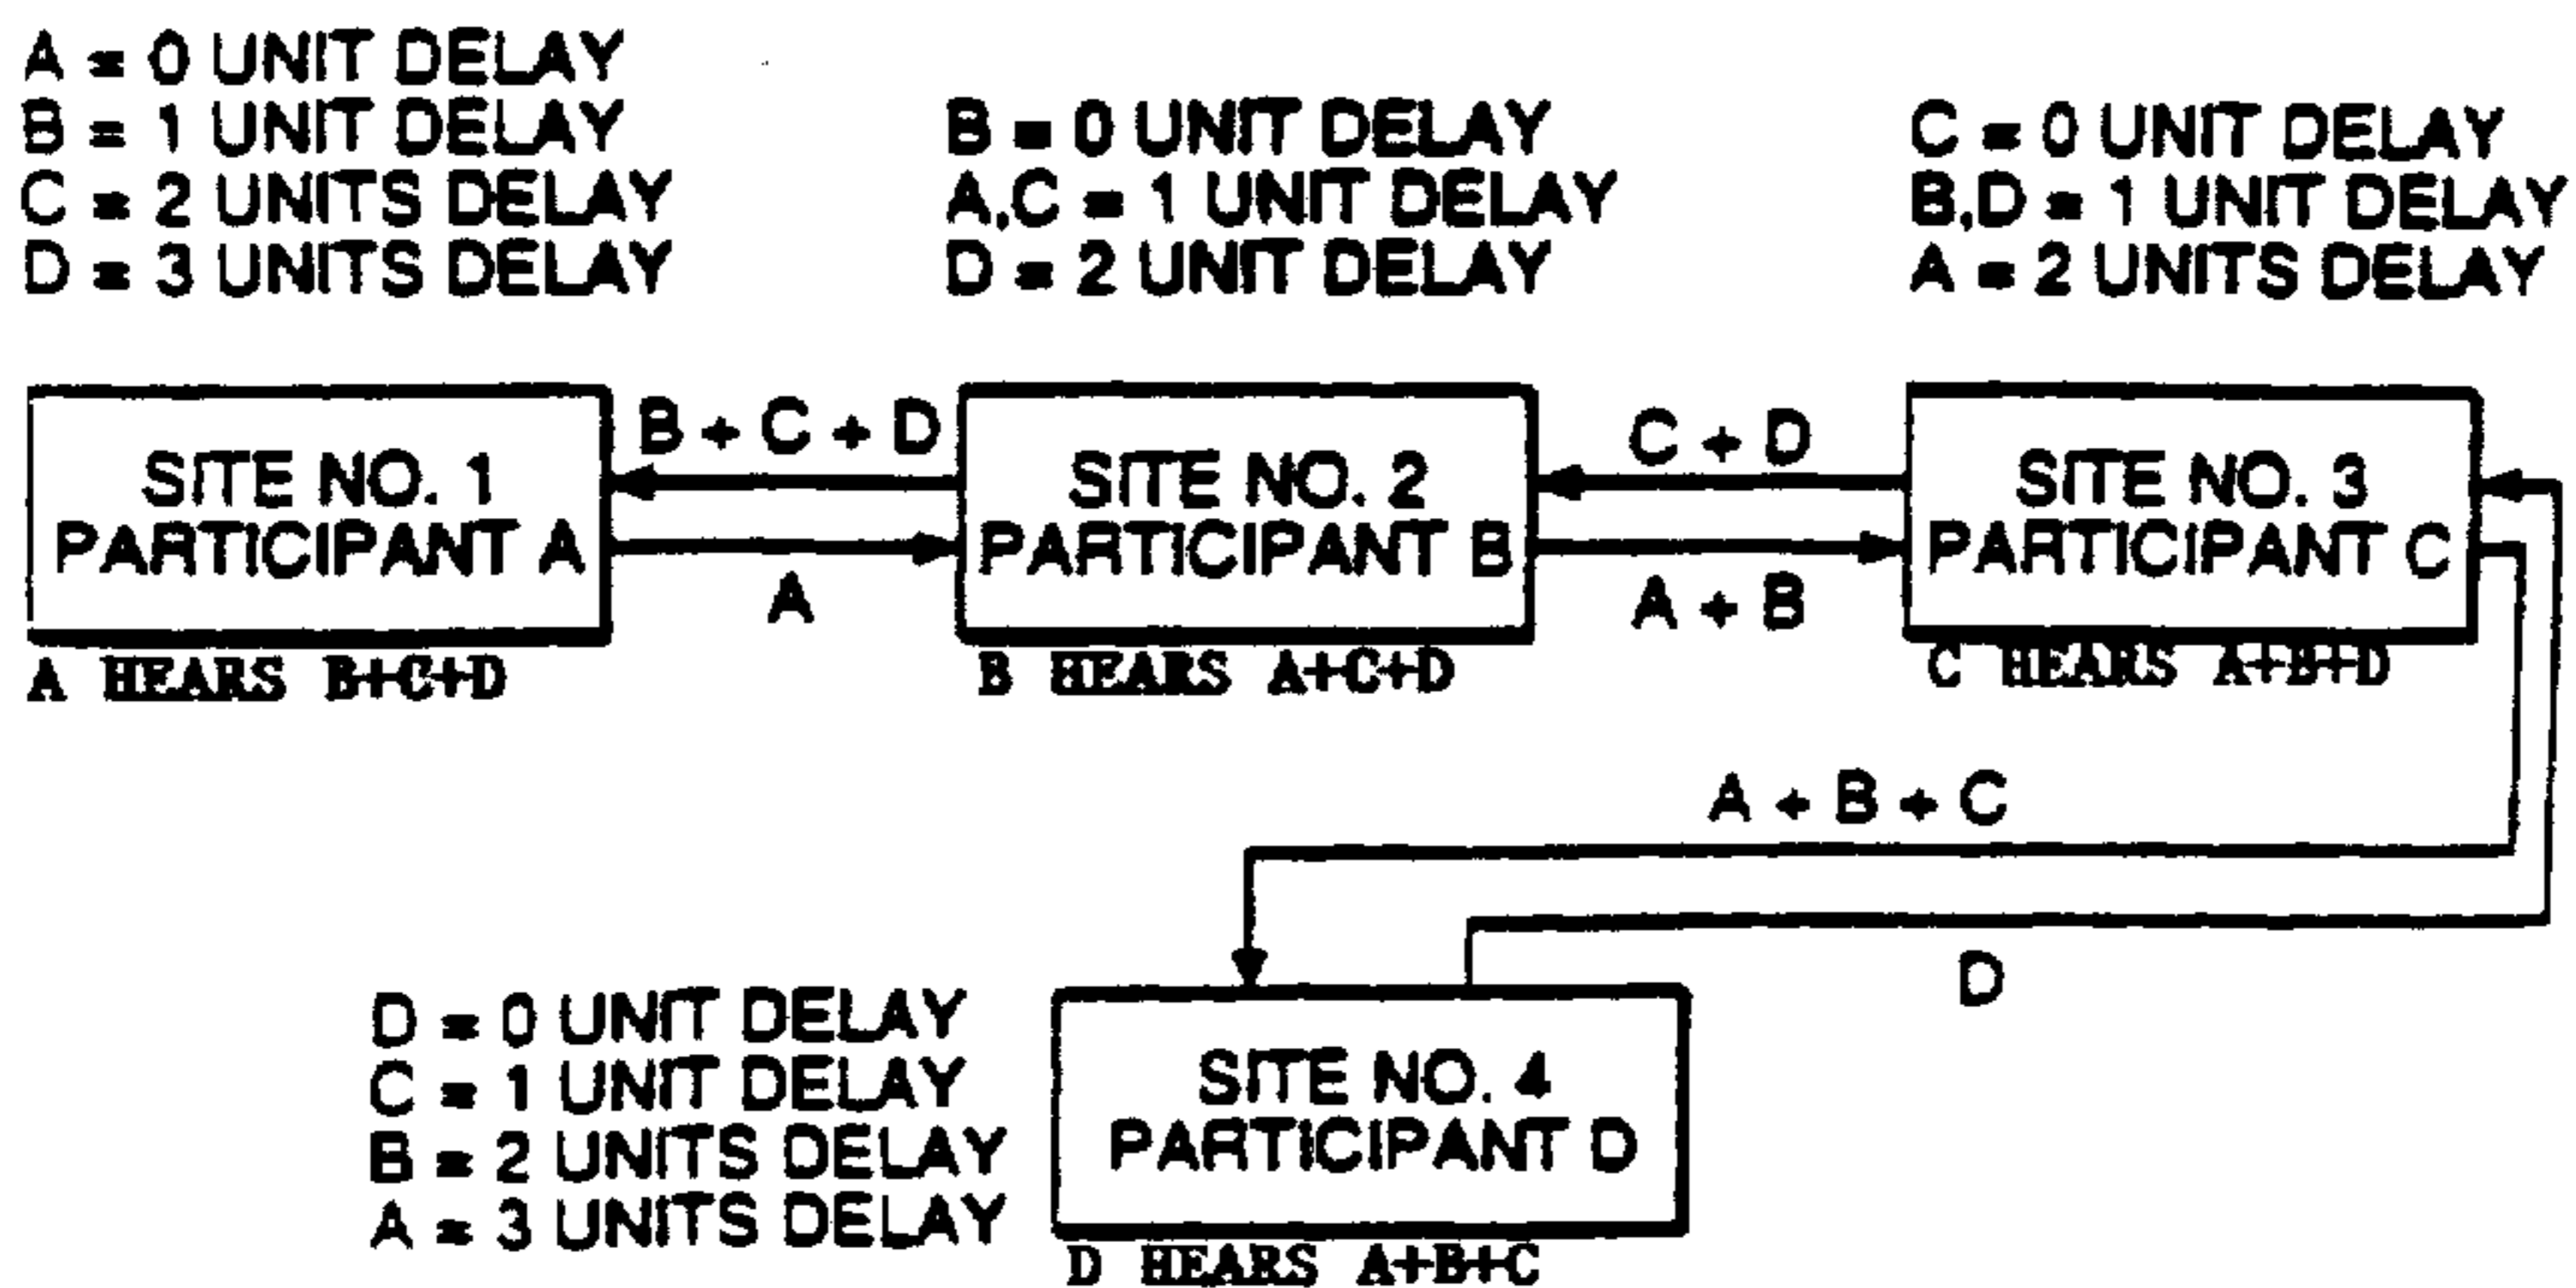 A = 0 UNIT DELAY
B = 1 UNIT DELAY
C = 2 UNITS DELAY
D = 3 UNITS DELAY
B = 0 UNIT DELAY
A,C = 1 UNIT DELAY
D = 2 UNIT DELAY
C = 0 UNIT DELAY
B,D = 1 UNIT DELAY
A = 2 UNITS DELAY
SITE NO. 1
PARTICIPANT A
A HEARS B+C+D
B + C + D
A
SITE NO. 2
PARTICIPANT B
B HEARS A+C+D
C + D
A + B
SITE NO. 3
PARTICIPANT C
C HEARS A+B+D
A + B + C
D
D = 0 UNIT DELAY
C = 1 UNIT DELAY
B = 2 UNITS DELAY
A = 3 UNITS DELAY
SITE NO. 4
PARTICIPANT D
D HEARS A+B+C